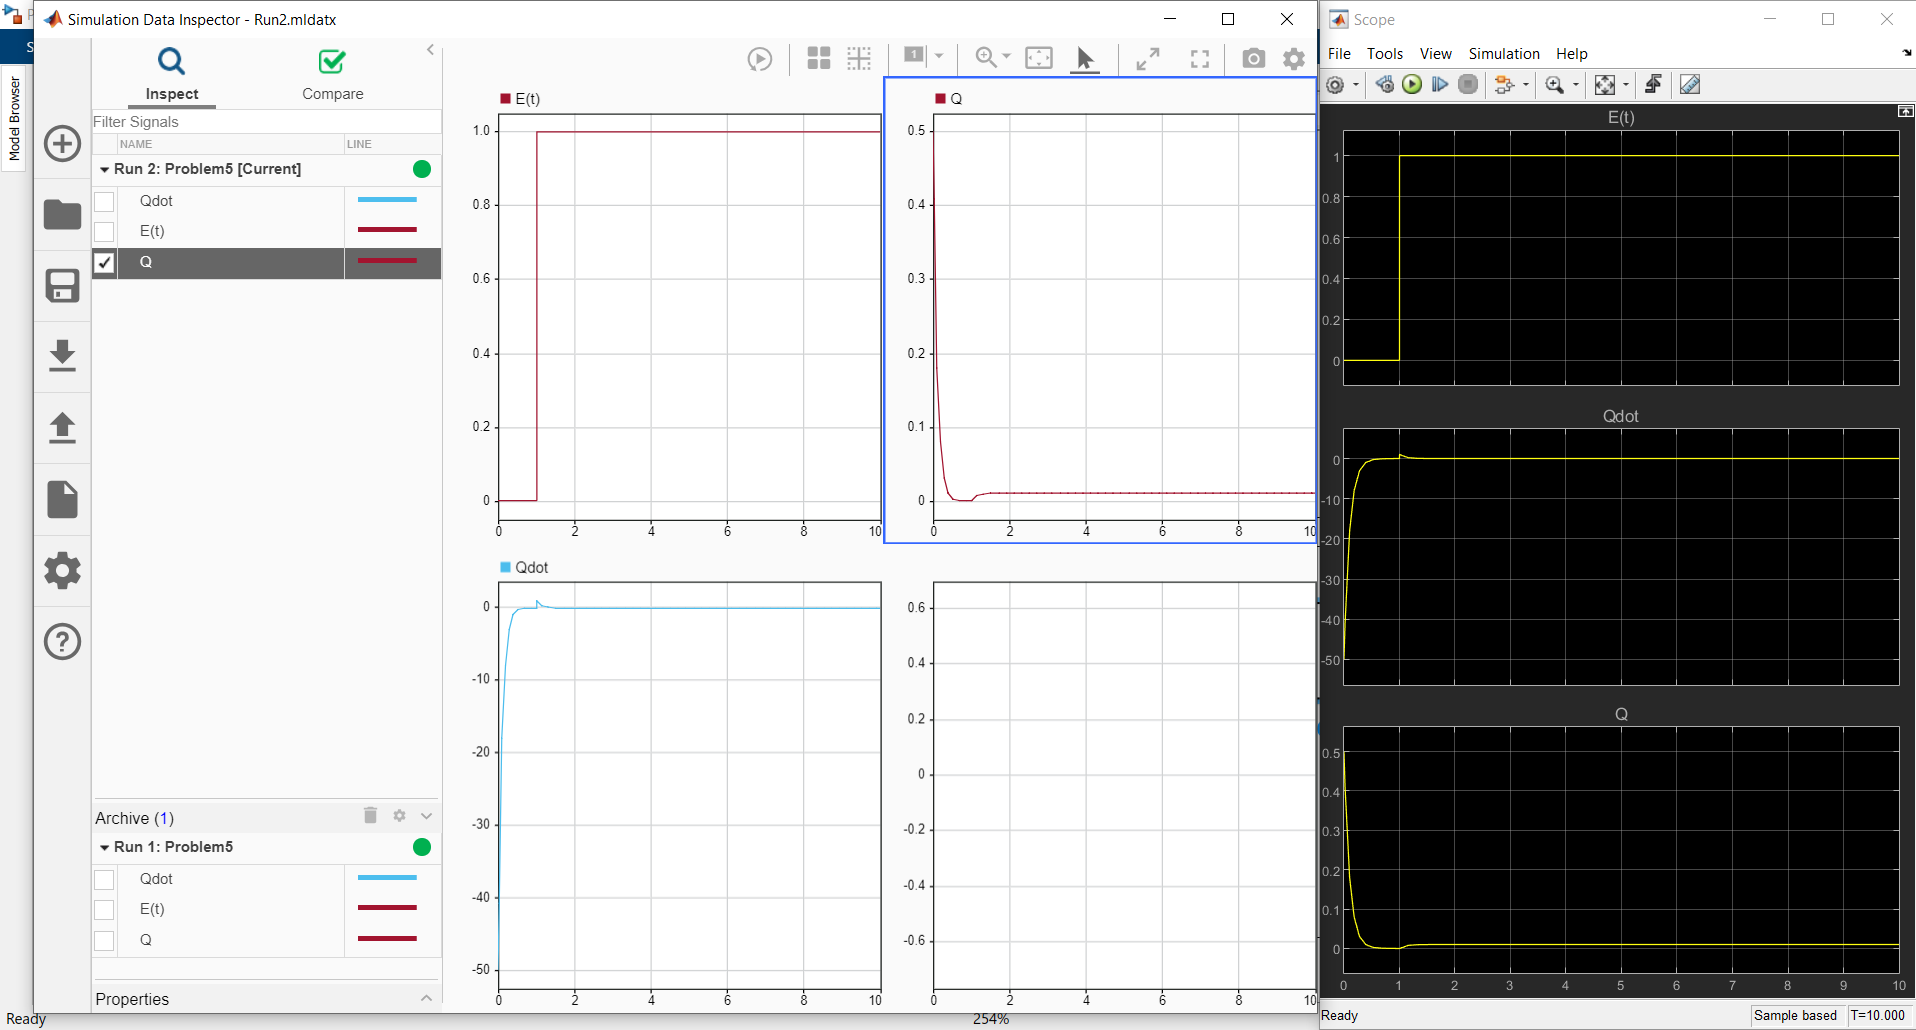 Simulation Data Inspector - Run2.mldatx
Inspect
Compare
Filter Signals
NAME LINE
Run 2: Problem5 [Current]
Qdot
E(t)
Q
Archive (1)
Run 1: Problem5
Qdot
E(t)
Q
Properties
Model Browser
S
1
E(t)
1.0
0.8
0.6
0.4
0.2
0
0 2 4 6 8 10
Q
0.5
0.4
0.3
0.2
0.1
0
0 2 4 6 8 10
Qdot
0
-10
-20
-30
-40
-50
0 2 4 6 8 10
0.6
0.4
0.2
0
-0.2
-0.4
-0.6
0 2 4 6 8 10
Ready
254%
Scope
File Tools View Simulation Help
E(t)
1
0.8
0.6
0.4
0.2
0
Qdot
0
-10
-20
-30
-40
-50
Q
0.5
0.4
0.3
0.2
0.1
0
0 1 2 3 4 5 6 7 8 9 10
Ready
Sample based T=10.000